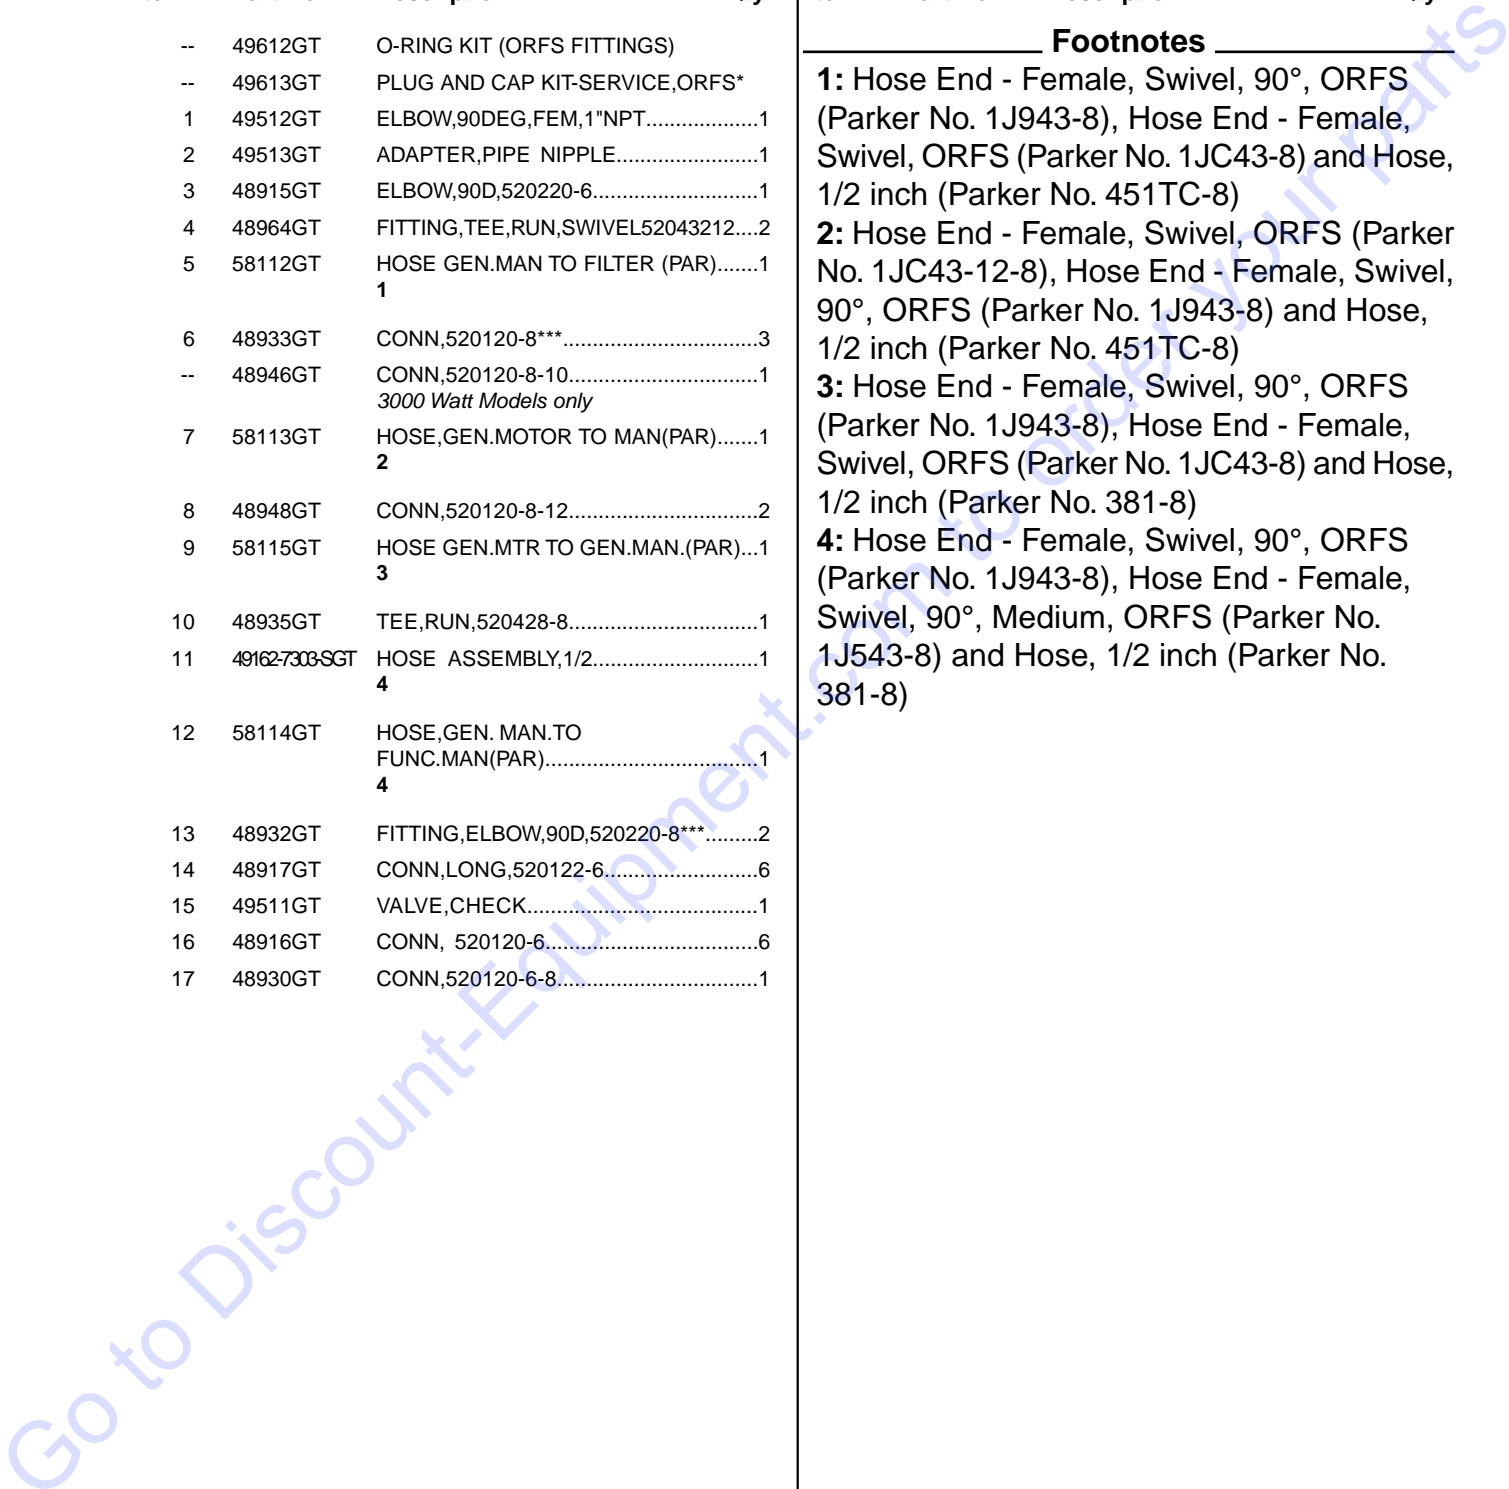 -- 49612GT O-RING KIT (ORFS FITTINGS)
-- 49613GT PLUG AND CAP KIT-SERVICE,ORFS*
1 49512GT ELBOW,90DEG,FEM,1"NPT...................1
2 49513GT ADAPTER,PIPE NIPPLE........................1
3 48915GT ELBOW,90D,520220-6............................1
4 48964GT FITTING,TEE,RUN,SWIVEL52043212....2
5 58112GT HOSE GEN.MAN TO FILTER (PAR).......1
1
6 48933GT CONN,520120-8***.................................3
-- 48946GT CONN,520120-8-10................................1
3000 Watt Models only
7 58113GT HOSE,GEN.MOTOR TO MAN(PAR).......1
2
8 48948GT CONN,520120-8-12................................2
9 58115GT HOSE GEN.MTR TO GEN.MAN.(PAR)...1
3
10 48935GT TEE,RUN,520428-8................................1
11 49162-7303-SGT HOSE ASSEMBLY,1/2............................1
4
12 58114GT HOSE,GEN. MAN.TO
FUNC.MAN(PAR)....................................1
4
13 48932GT FITTING,ELBOW,90D,520220-8***.........2
14 48917GT CONN,LONG,520122-6..........................6
15 49511GT VALVE,CHECK.......................................1
16 48916GT CONN, 520120-6....................................6
17 48930GT CONN,520120-6-8..................................1
Footnotes
1: Hose End - Female, Swivel, 90°, ORFS
(Parker No. 1J943-8), Hose End - Female,
Swivel, ORFS (Parker No. 1JC43-8) and Hose,
1/2 inch (Parker No. 451TC-8)
2: Hose End - Female, Swivel, ORFS (Parker
No. 1JC43-12-8), Hose End - Female, Swivel,
90°, ORFS (Parker No. 1J943-8) and Hose,
1/2 inch (Parker No. 451TC-8)
3: Hose End - Female, Swivel, 90°, ORFS
(Parker No. 1J943-8), Hose End - Female,
Swivel, ORFS (Parker No. 1JC43-8) and Hose,
1/2 inch (Parker No. 381-8)
4: Hose End - Female, Swivel, 90°, ORFS
(Parker No. 1J943-8), Hose End - Female,
Swivel, 90°, Medium, ORFS (Parker No.
1J543-8) and Hose, 1/2 inch (Parker No.
381-8)
Go to Discount-Equipment.com to order your parts